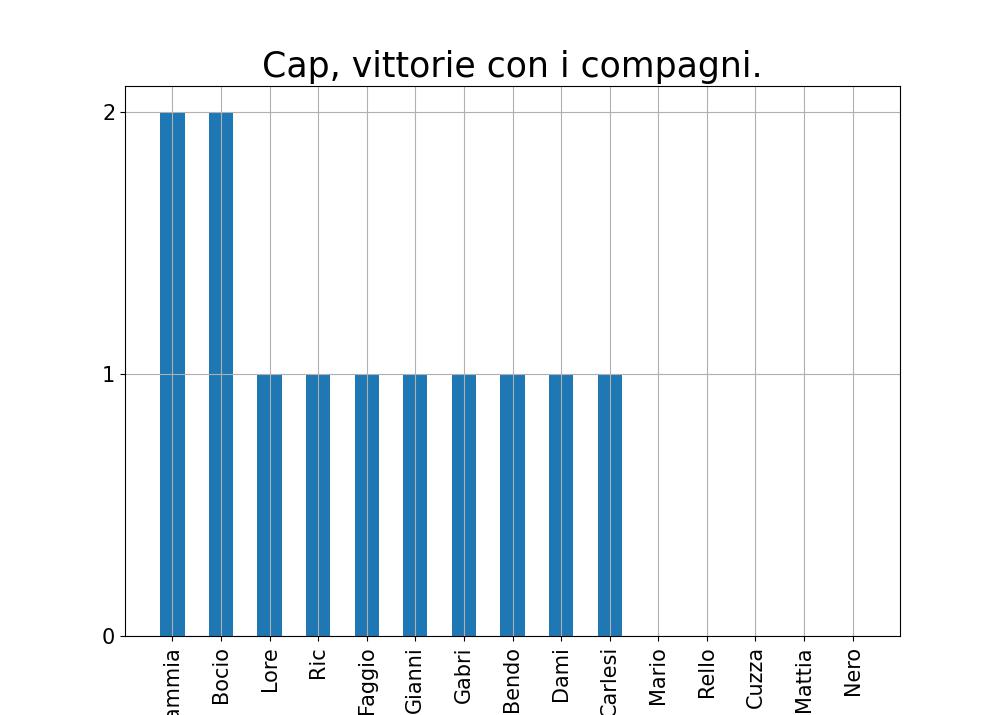 Cap, vittorie con i compagni.
2
1
0
Bocio
Lore
Ric
Faggio
Gianni
Gabri
Bendo
Dami
Carlesi
Mario
Rello
Cuzza
Mattia
Nero